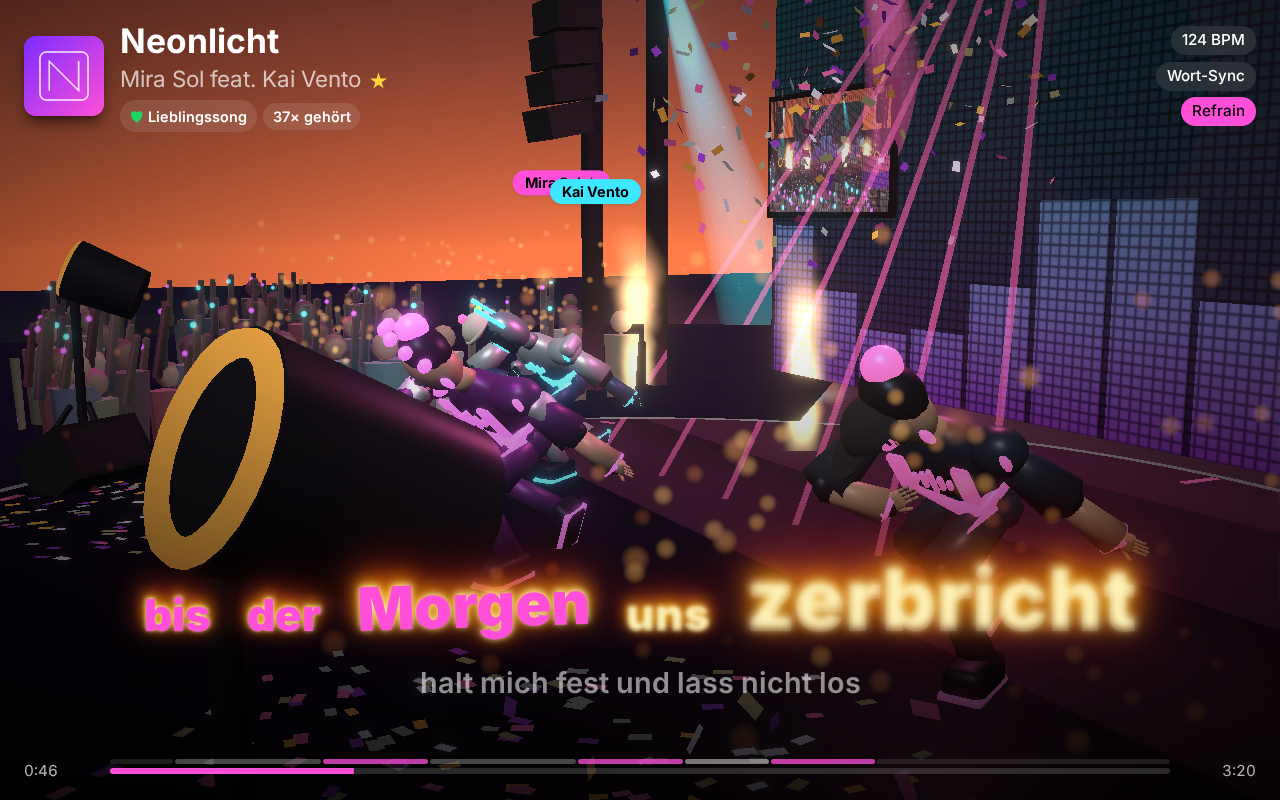 Neonlicht
Mira Sol feat. Kai Vento
Lieblingssong
37× gehört
124 BPM
Wort-Sync
Refrain
Kai Vento
bis der Morgen uns zerbricht
halt mich fest und lass nicht los
0:46
3:20